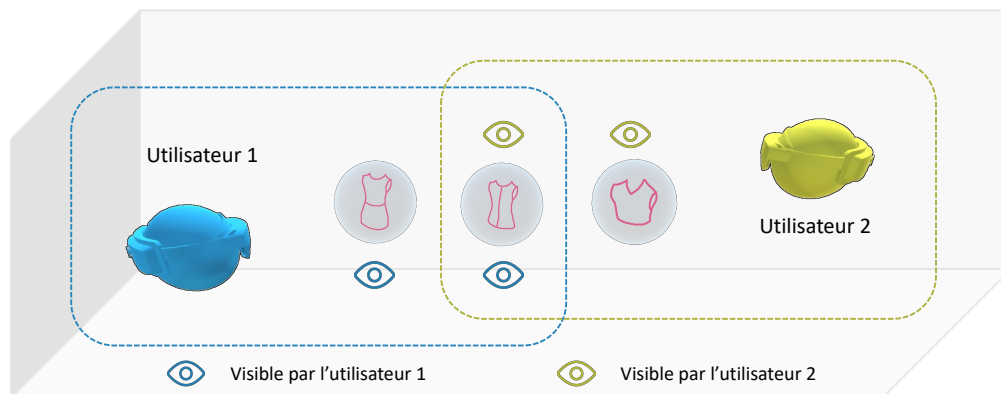 Utilisateur 1
Utilisateur 2
Visible par l’utilisateur 1
Visible par l’utilisateur 2